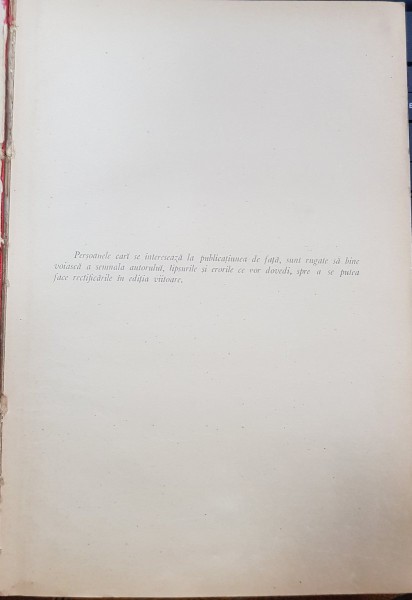 Persoanele cari se interesează la publicațiunea de față, sunt rugate să bine
voiască a semnala autorului, lipsurile si erorile ce vor dovedi, spre a se putea
face rectificările în ediția viitoare.